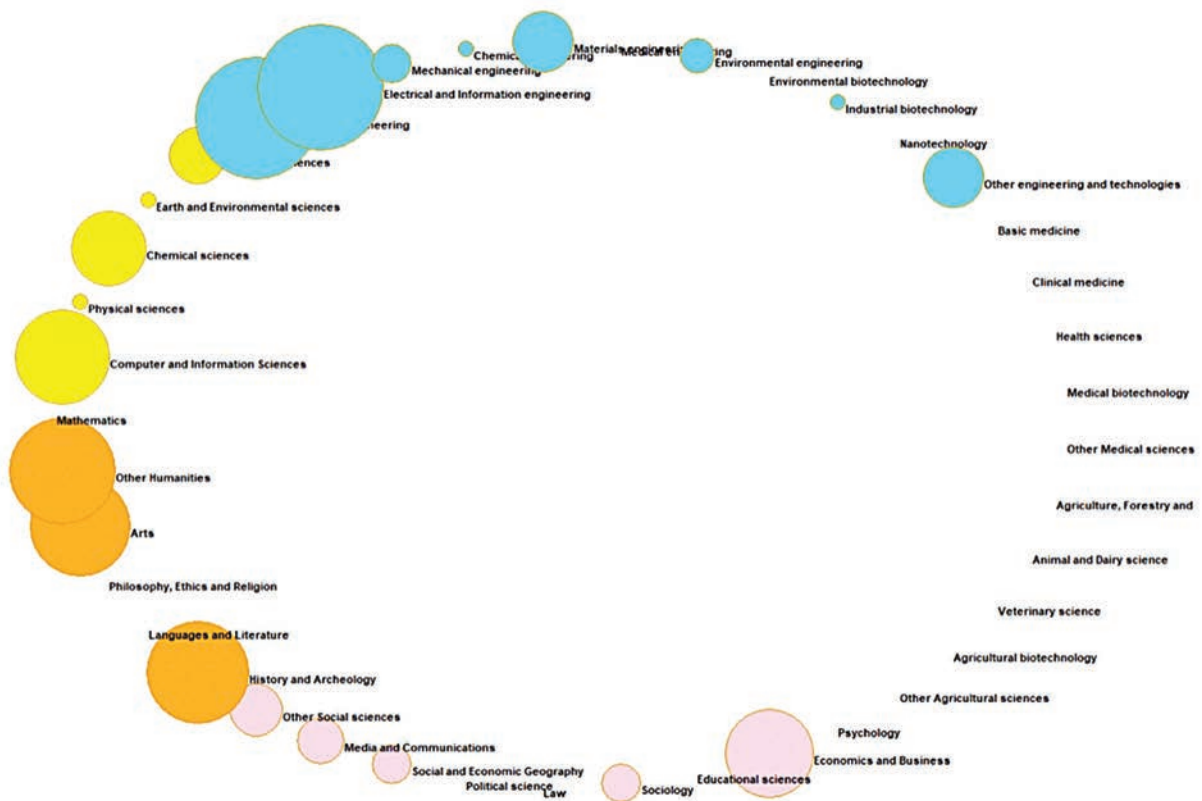 Chemical engineering
Materials engineering
Medical engineering
Mechanical engineering
Environmental engineering
Environmental biotechnology
Electrical and Information engineering
Industrial biotechnology
Nanotechnology
Other engineering and technologies
Earth and Environmental sciences
Basic medicine
Chemical sciences
Clinical medicine
Physical sciences
Health sciences
Computer and Information Sciences
Medical biotechnology
Mathematics
Other Medical sciences
Other Humanities
Agriculture, Forestry and
Arts
Animal and Dairy science
Philosophy, Ethics and Religion
Veterinary science
Languages and Literature
Agricultural biotechnology
History and Archeology
Other Agricultural sciences
Other Social sciences
Psychology
Media and Communications
Economics and Business
Social and Economic Geography
Educational sciences
Political science
Law
Sociology